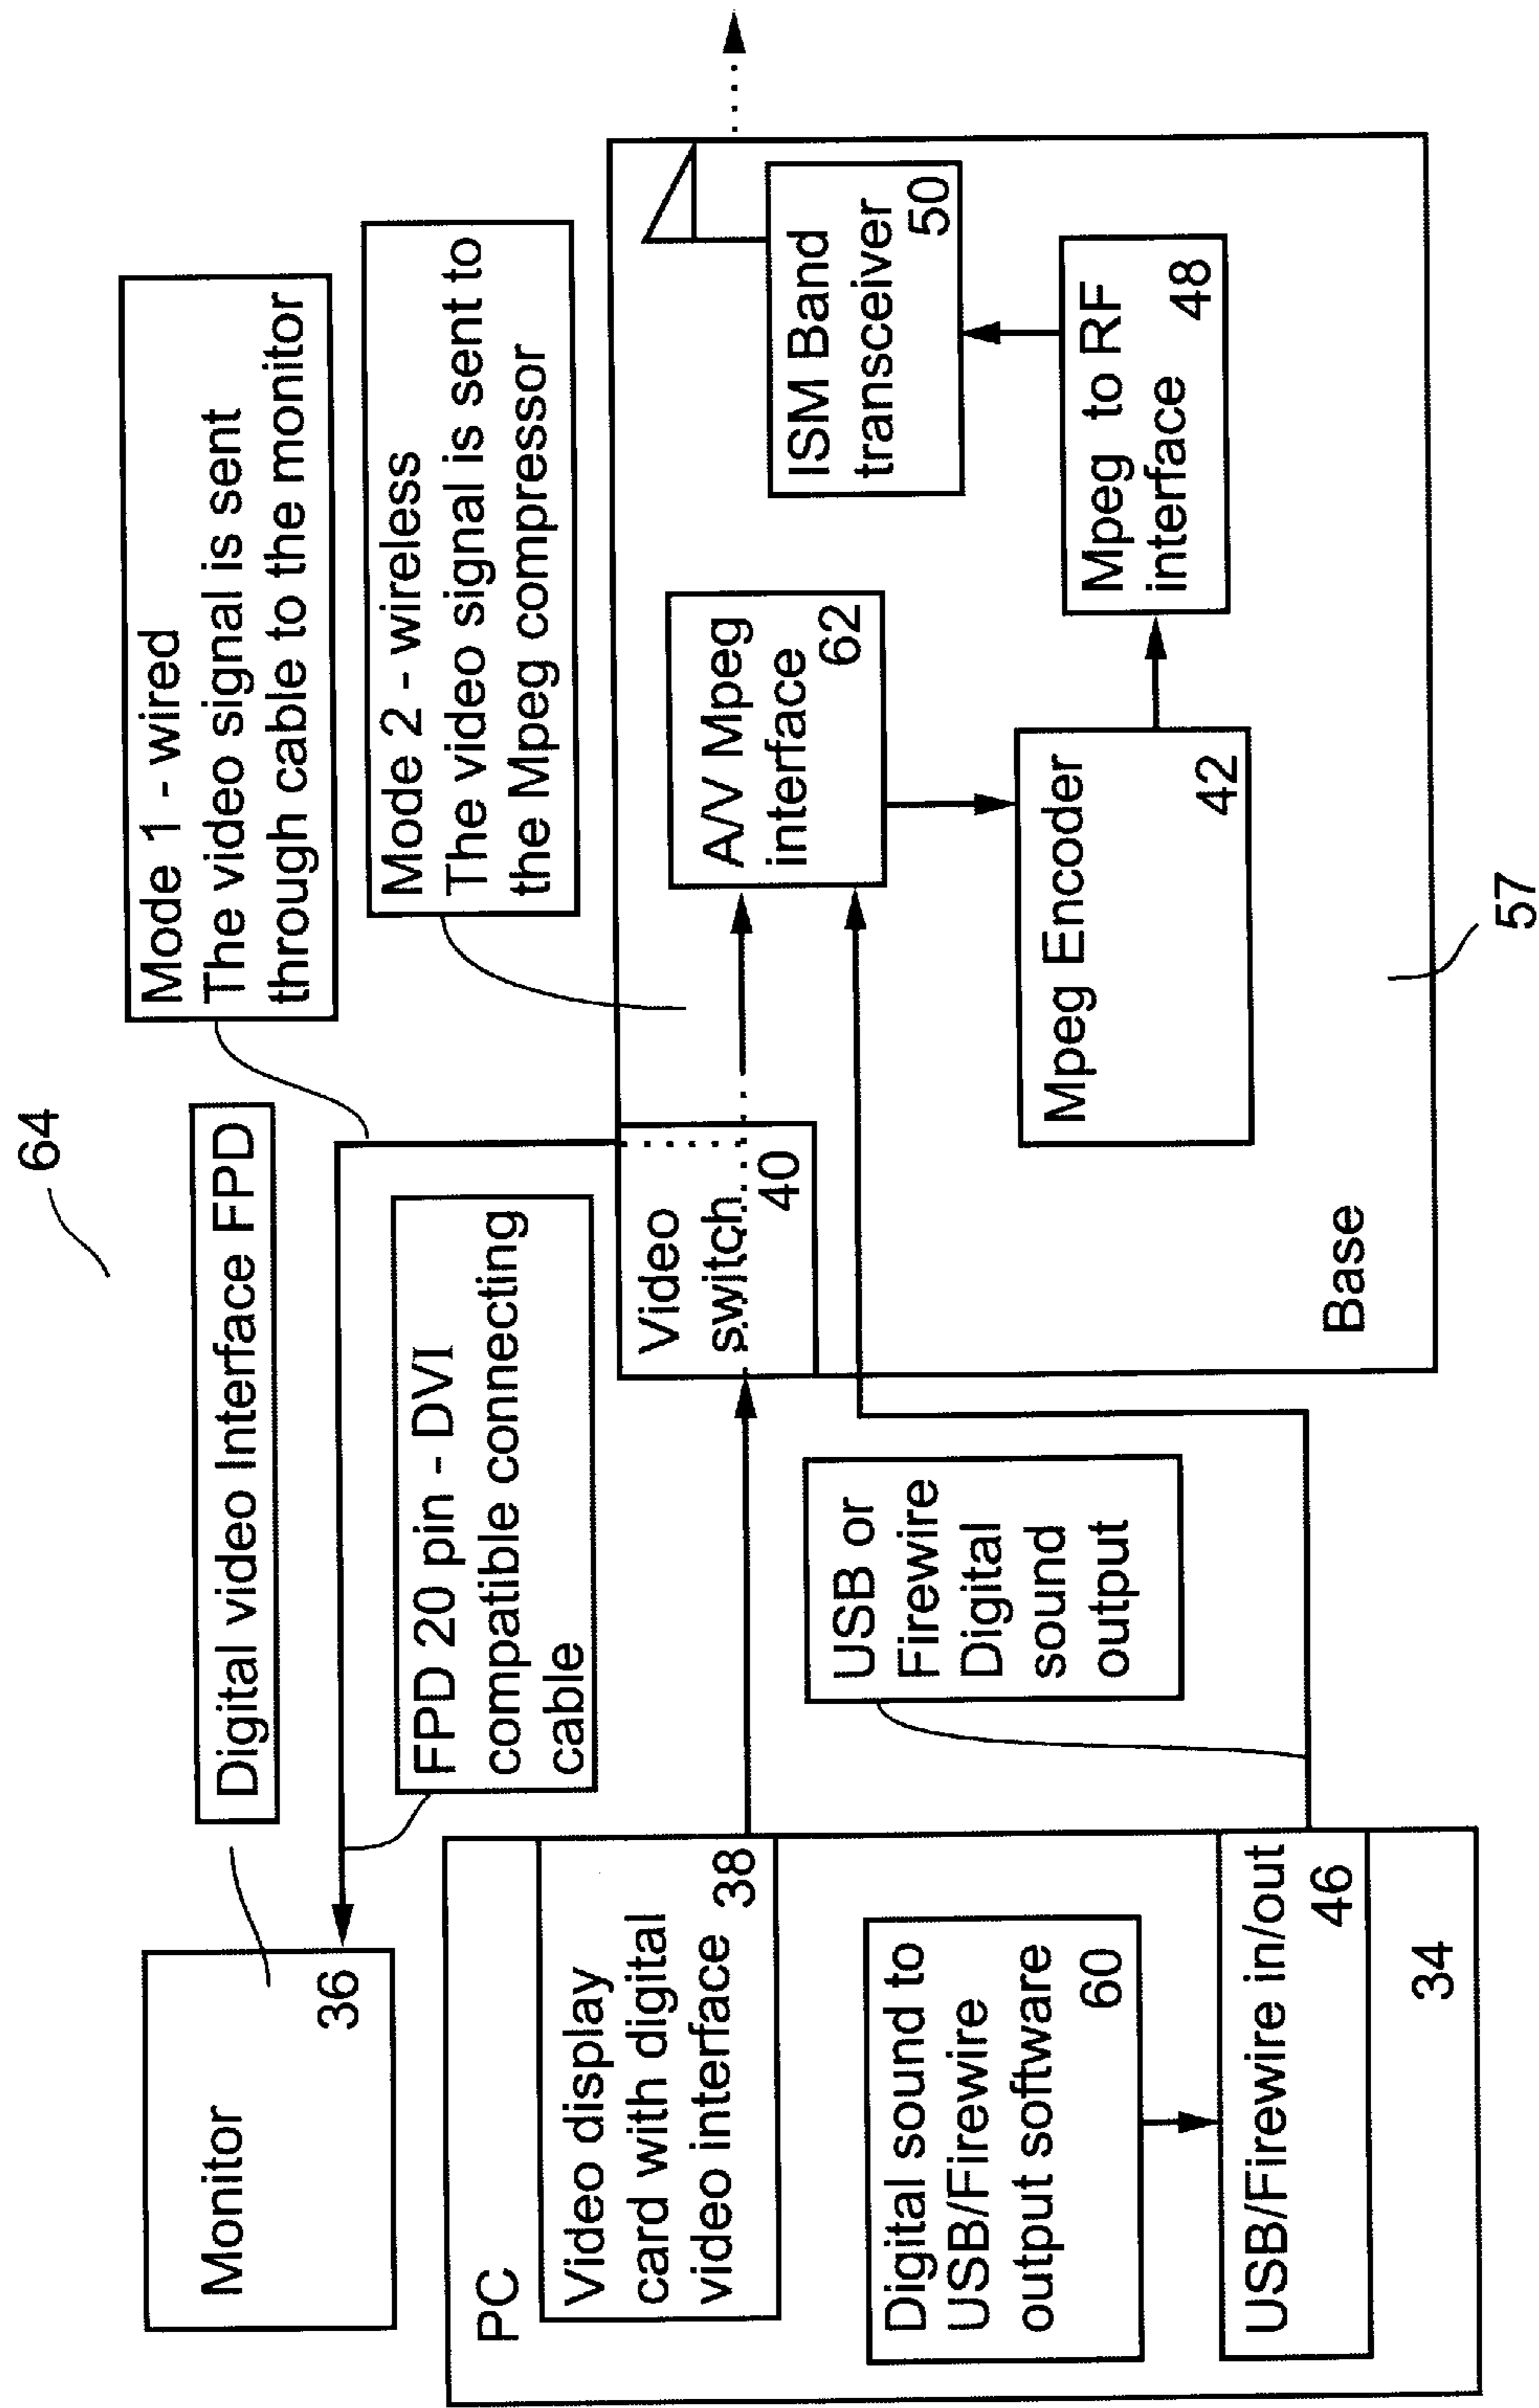 64
Mode 1 - wired
The video signal is sent
through cable to the monitor
Digital video Interface FPD
Mode 2 - wireless
The video signal is sent to
the Mpeg compressor
Monitor
36
FPD 20 pin - DVI
compatible connecting
cable
PC
Video display
card with digital
video interface
38
Digital sound to
USB/Firewire
output software
60
USB/Firewire in/out
46
34
USB or
Firewire
Digital
sound
output
Video
switch
40
A/V Mpeg
interface
62
Mpeg Encoder
42
ISM Band
transceiver
50
Mpeg to RF
interface
48
Base
57